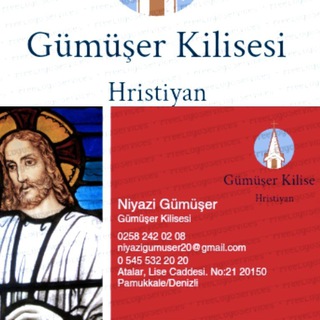 Gümüşer Kilisesi
Hristiyan
Gümüşer Kilise
Hristiyan
Niyazi Gümüşer
Gümüşer Kilisesi
0258 242 02 08
niyazigumuser20@gmail.com
0 545 532 20 20
Atalar, Lise Caddesi. No:21 20150
Pamukkale/Denizli